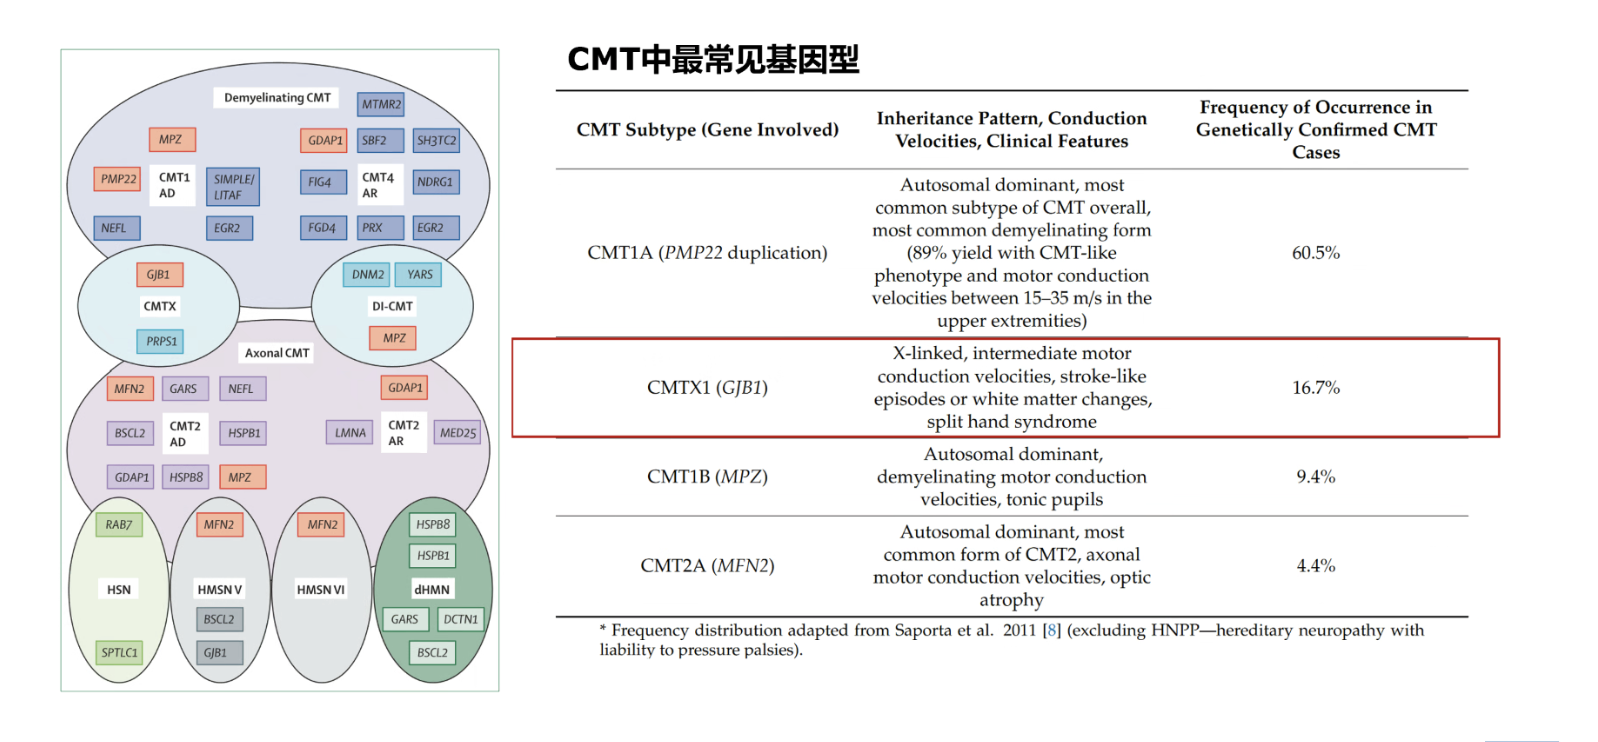 CMT中最常见基因型
Demyelinating CMT
MTMR2
MPZ
GDAP1
SBF2
SH3TC2
PMP22
CMT1
AD
SIMPLE/
LITAF
FIG4
CMT4
AR
NDRG1
NEFL
EGR2
FGD4
PRX
EGR2
GJB1
CMTX
PRPS1
DNM2
YARS
DI-CMT
MPZ
Axonal CMT
MFN2
GARS
NEFL
GDAP1
BSCL2
CMT2
AD
HSPB1
LMNA
CMT2
AR
MED25
GDAP1
HSPB8
MPZ
RAB7
HSN
SPTLC1
MFN2
HMSN V
BSCL2
GJB1
MFN2
HMSN VI
HSPB8
HSPB1
dHMN
GARS
DCTN1
BSCL2
CMT Subtype (Gene Involved)
Inheritance Pattern, Conduction
Velocities, Clinical Features
Frequency of Occurrence in
Genetically Confirmed CMT
Cases
CMT1A (PMP22 duplication)
Autosomal dominant, most
common subtype of CMT overall,
most common demyelinating form
(89% yield with CMT-like
phenotype and motor conduction
velocities between 15–35 m/s in the
upper extremities)
60.5%
CMTX1 (GJB1)
X-linked, intermediate motor
conduction velocities, stroke-like
episodes or white matter changes,
split hand syndrome
16.7%
CMT1B (MPZ)
Autosomal dominant,
demyelinating motor conduction
velocities, tonic pupils
9.4%
CMT2A (MFN2)
Autosomal dominant, most
common form of CMT2, axonal
motor conduction velocities, optic
atrophy
4.4%
* Frequency distribution adapted from Saporta et al. 2011 [8] (excluding HNPP—hereditary neuropathy with
liability to pressure palsies).